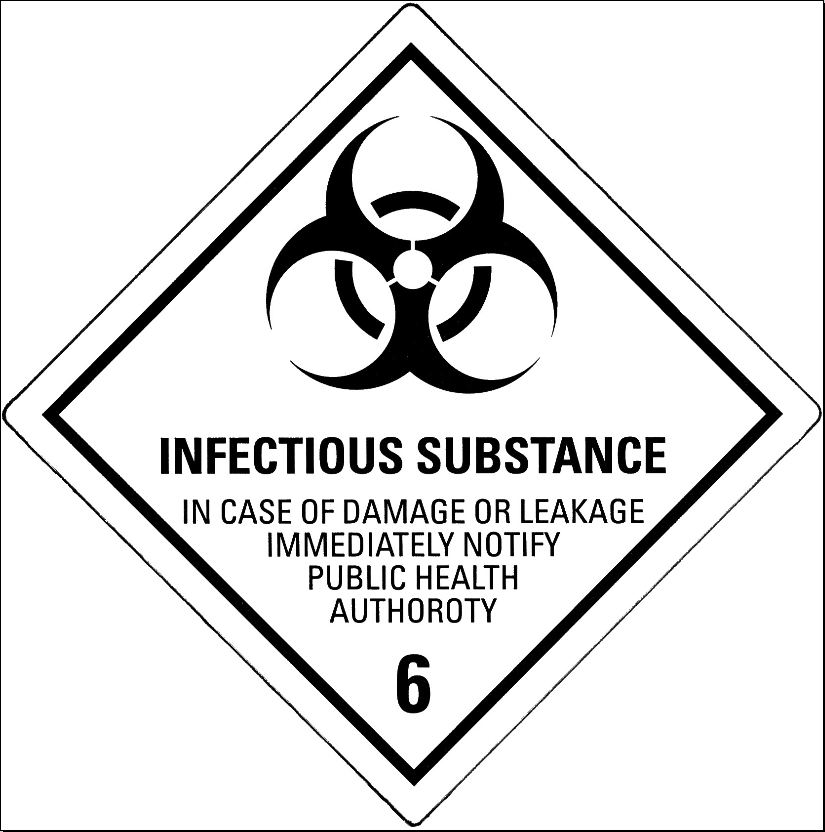 INFECTIOUS SUBSTANCE
IN CASE OF DAMAGE OR LEAKAGE
IMMEDIATELY NOTIFY
PUBLIC HEALTH
AUTHOROTY
6